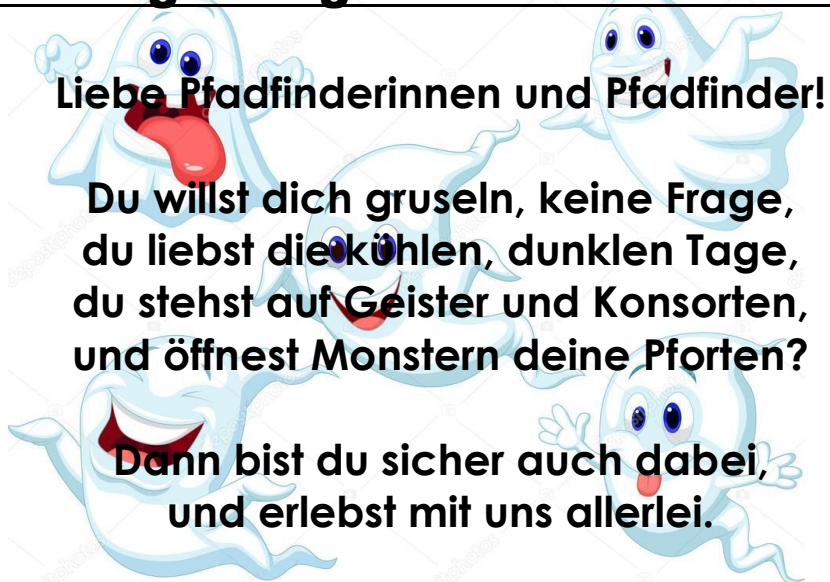 Liebe Pfadfinderinnen und Pfadfinder!
Du willst dich gruseln, keine Frage,
du liebst die kühlen, dunklen Tage,
du stehst auf Geister und Konsorten,
und öffnest Monstern deine Pforten?
Dann bist du sicher auch dabei,
und erlebst mit uns allerlei.